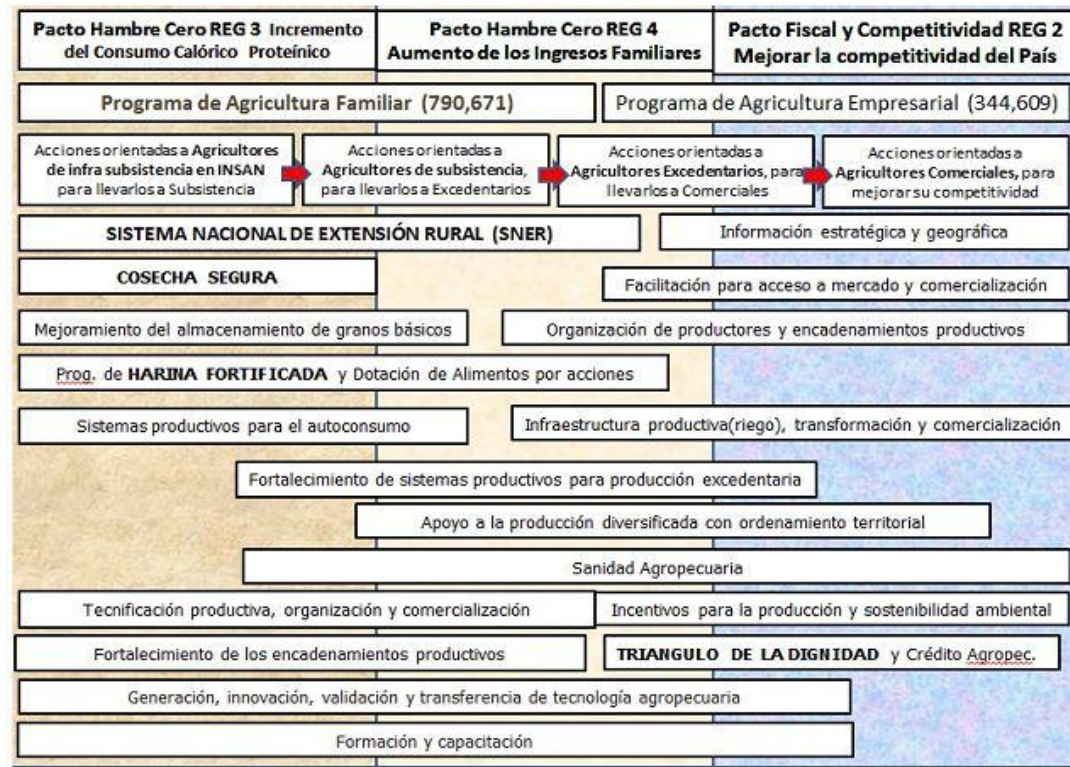 Pacto Hambre Cero REG 3 Incremento
del Consumo Calórico Proteínico
Pacto Hambre Cero REG 4
Aumento de los Ingresos Familiares
Pacto Fiscal y Competitividad REG 2
Mejorar la competitividad del País
Programa de Agricultura Familiar (790,671)
Programa de Agricultura Empresarial (344,609)
Acciones orientadas a Agricultores
de infra subsistencia en INSAN
para llevarlos a Subsistencia
Acciones orientadas a
Agricultores de subsistencia,
para llevarlos a Excedentarios
Acciones orientadas a
Agricultores Excedentarios, para
llevarlos a Comerciales
Acciones orientadas a
Agricultores Comerciales, para
mejorar su competitividad
SISTEMA NACIONAL DE EXTENSIÓN RURAL (SNER)
Información estratégica y geográfica
COSECHA SEGURA
Facilitación para acceso a mercado y comercialización
Mejoramiento del almacenamiento de granos básicos
Organización de productores y encadenamientos productivos
Prog. de HARINA FORTIFICADA y Dotación de Alimentos por acciones
Sistemas productivos para el autoconsumo
Infraestructura productiva(riego), transformación y comercialización
Fortalecimiento de sistemas productivos para producción excedentaria
Apoyo a la producción diversificada con ordenamiento territorial
Sanidad Agropecuaria
Tecnificación productiva, organización y comercialización
Incentivos para la producción y sostenibilidad ambiental
Fortalecimiento de los encadenamientos productivos
TRIANGULO DE LA DIGNIDAD y Crédito Agropec.
Generación, innovación, validación y transferencia de tecnología agropecuaria
Formación y capacitación